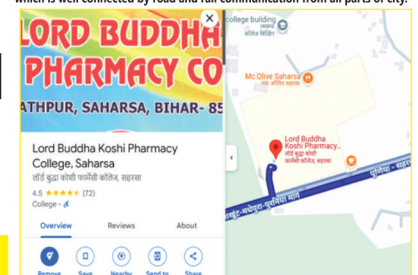 which is well connected by road and rail communication from all parts of city.
LORD BUDDHA
PHARMACY CO
ATHPUR, SAHARSA, BIHAR- 85
Lord Buddha Koshi Pharmacy
College, Saharsa
लॉर्ड बुद्धा कोशी फार्मेसी कॉलेज, सहरसा
4.5 ★★★★★ (72)
College
Overview Reviews About
Remove Save Nearby Send to Share
college building
कालेज बिल्डिंग
Mc Olive Saharsa
Lord Buddha
Koshi Pharmacy...
लॉर्ड बुद्धा कोशी
फार्मेसी कॉलेज, सहरसा
पूर्णिया - सहरसा